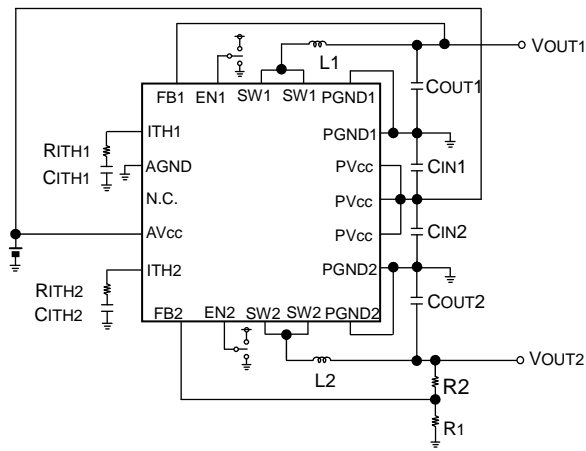 VOUT1
L1
FB1 EN1 SW1 SW1 PGND1
COUT1
ITH1
PGND1
RITH1
CITH1
AGND
PVcc
CIN1
N.C.
PVcc
AVcc
PVcc
CIN2
ITH2
PGND2
RITH2
CITH2
COUT2
FB2 EN2 SW2 SW2 PGND2
VOUT2
L2
R2
R1